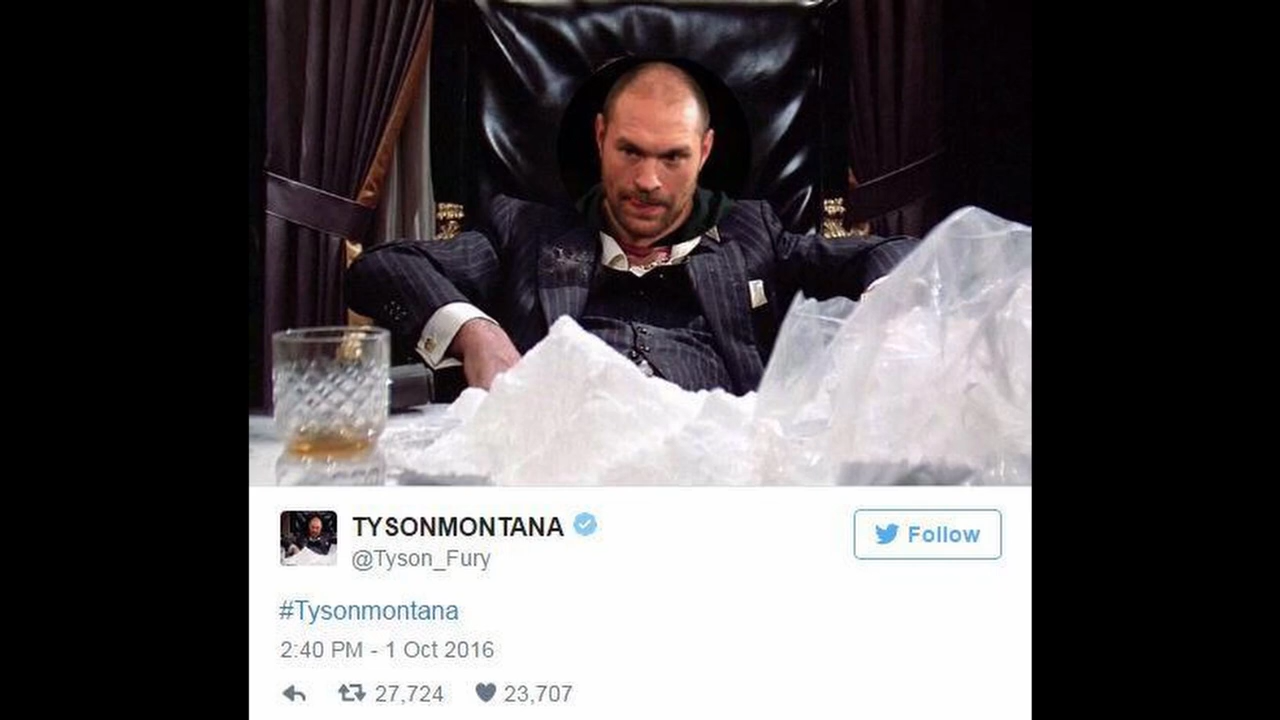 TYSONMONTANA
@Tyson_Fury
Follow
#Tysonmontana
2:40 PM - 1 Oct 2016
27,724 23,707